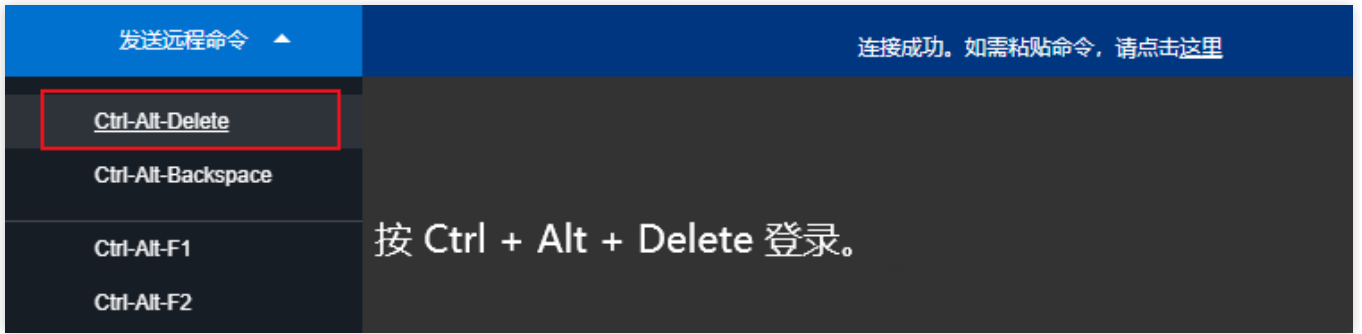 发送远程命令
连接成功。如需粘贴命令，请点击这里
Ctrl-Alt-Delete
Ctrl-Alt-Backspace
Ctrl-Alt-F1
按 Ctrl + Alt + Delete 登录。
Ctrl-Alt-F2